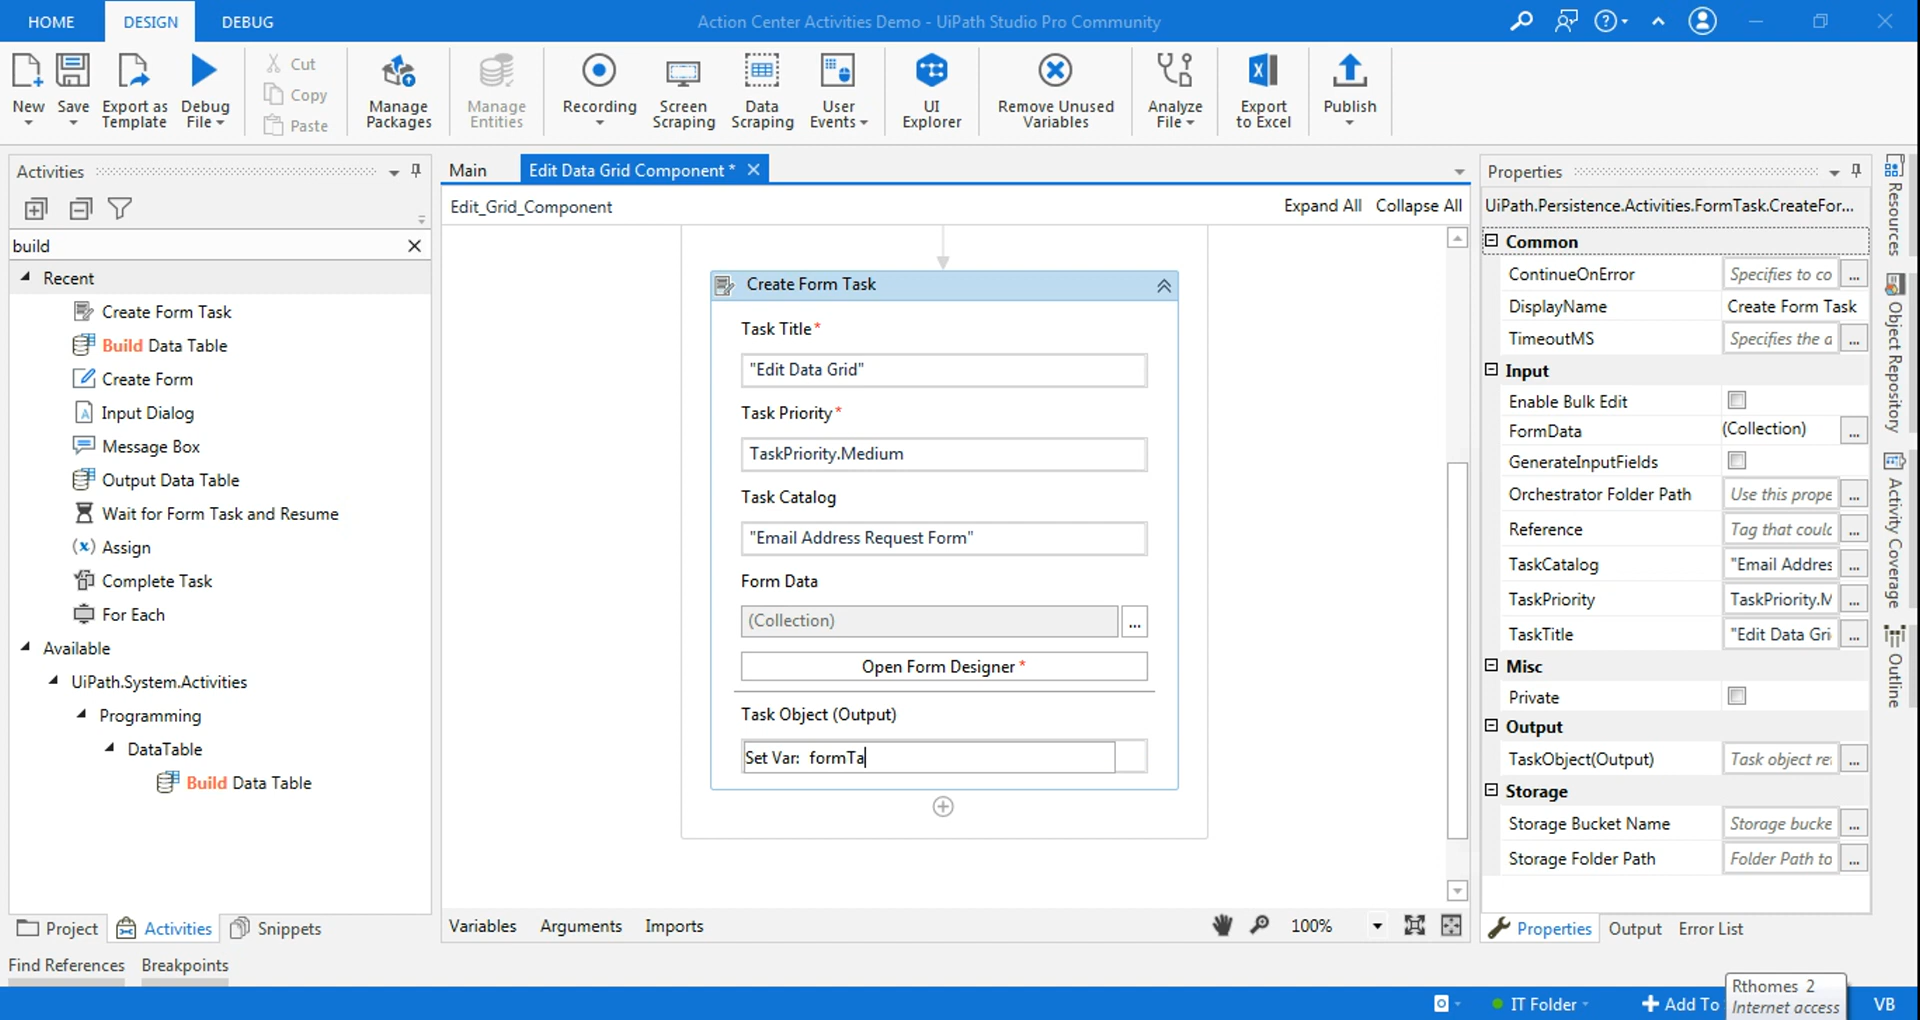 HOME
DESIGN
DEBUG
Action Center Activities Demo - UiPath Studio Pro Community
New
Save
Export as
Template
Debug
File
Cut
Copy
Paste
Manage
Packages
Manage
Entities
Recording
Screen
Scraping
Data
Scraping
User
Events
UI
Explorer
Remove Unused
Variables
Analyze
File
Export
to Excel
Publish
Activities
build
Recent
Create Form Task
Build Data Table
Create Form
Input Dialog
Message Box
Output Data Table
Wait for Form Task and Resume
Assign
Complete Task
For Each
Available
UiPath.System.Activities
Programming
DataTable
Build Data Table
Project
Activities
Snippets
Find References
Breakpoints
Main
Edit Data Grid Component *
Edit_Grid_Component
Expand All
Collapse All
Create Form Task
Task Title*
"Edit Data Grid"
Task Priority*
TaskPriority.Medium
Task Catalog
"Email Address Request Form"
Form Data
(Collection)
...
Open Form Designer *
Task Object (Output)
Set Var: formTa
Variables
Arguments
Imports
100%
Properties
UiPath.Persistence.Activities.FormTask.CreateFor...
Common
ContinueOnError
Specifies to co
...
DisplayName
Create Form Task
TimeoutMS
Specifies the a
...
Input
Enable Bulk Edit
FormData
(Collection)
...
GenerateInputFields
Orchestrator Folder Path
Use this prope
...
Reference
Tag that coulc
...
TaskCatalog
"Email Addres
...
TaskPriority
TaskPriority.M
...
TaskTitle
"Edit Data Gri
...
Misc
Private
Output
TaskObject(Output)
Task object re
...
Storage
Storage Bucket Name
Storage bucke
...
Storage Folder Path
Folder Path to
...
Properties
Output
Error List
Resources
Object Repository
Activity Coverage
Outline
IT Folder
Add To
Rthomes 2
Internet access
VB